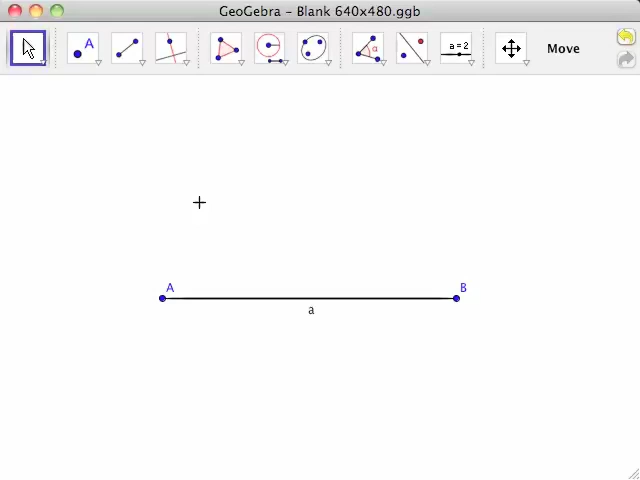 GeoGebra – Blank 640x480.ggb
A
α
a = 2
Move
A
B
a